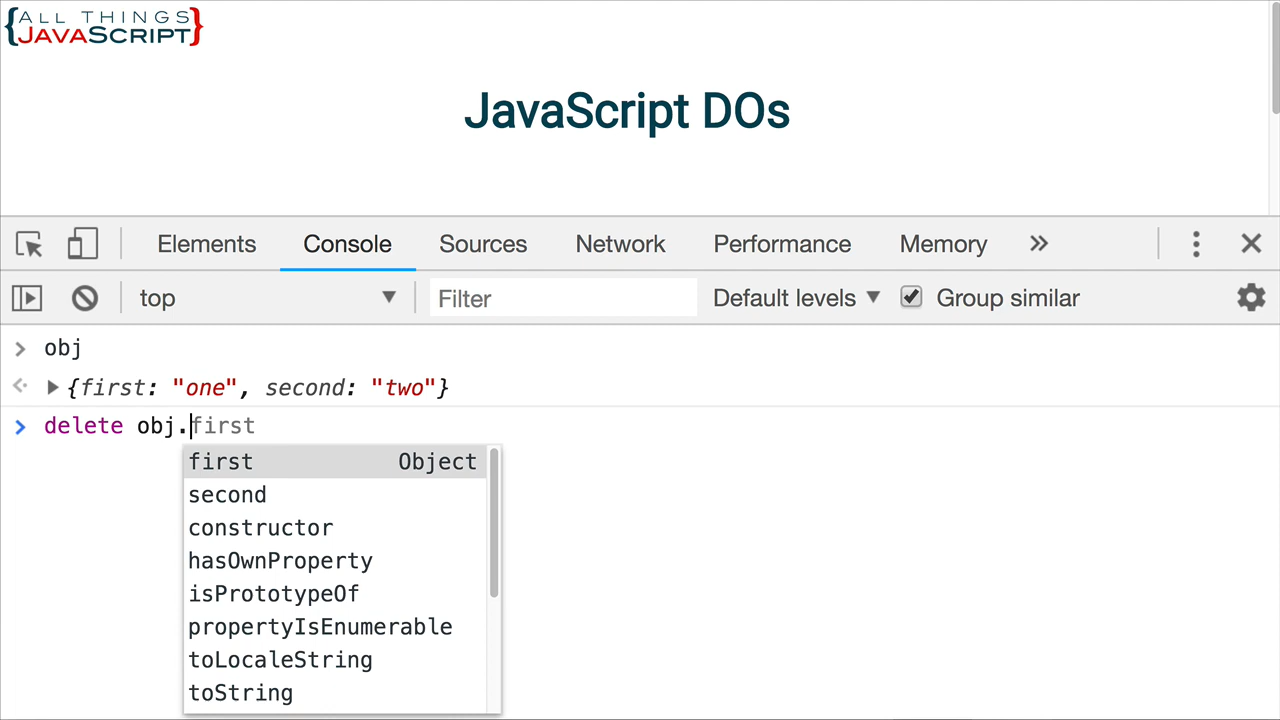 {ALL THINGS
JAVASCRIPT}
JavaScript DOs
Elements Console Sources Network Performance Memory »
top ▼ Filter Default levels ▼ Group similar
> obj
{first: "one", second: "two"}
> delete obj.first
first Object
second
constructor
hasOwnProperty
isPrototypeOf
propertyIsEnumerable
toLocaleString
toString